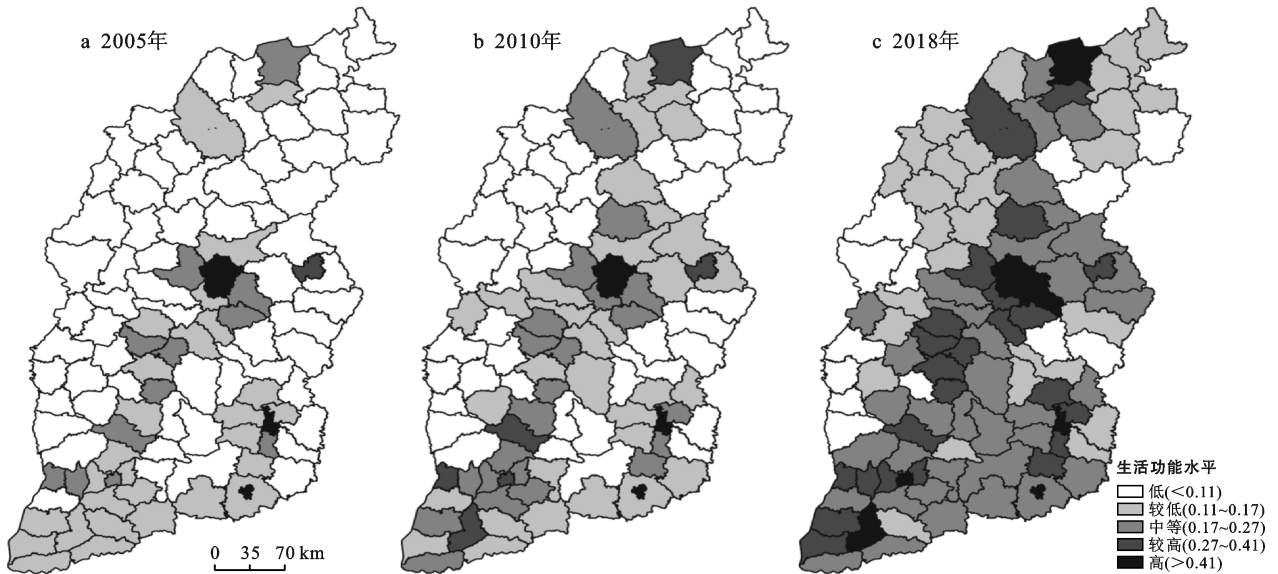 a 2005年
b 2010年
c 2018年
0 35 70 km
生活功能水平
低(<0.11)
较低(0.11~0.17)
中等(0.17~0.27)
较高(0.27~0.41)
高(>0.41)